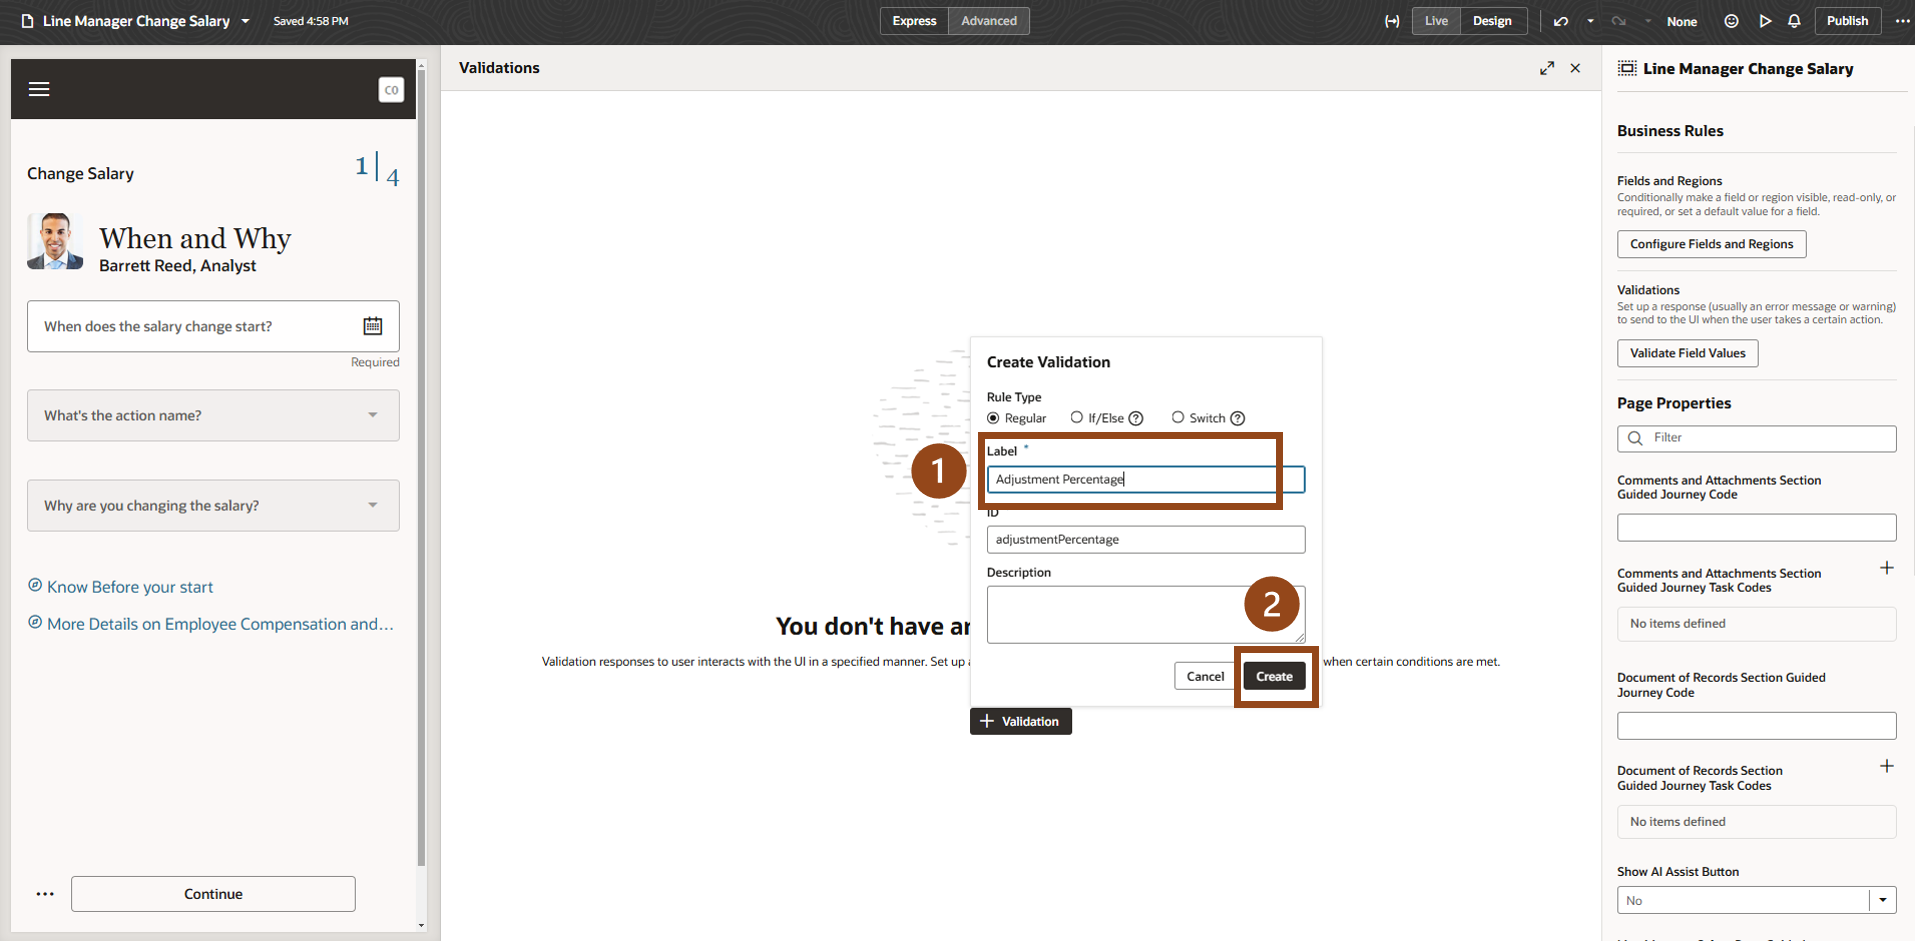 Line Manager Change Salary
Saved 4:58 PM
Express
Advanced
Live
Design
None
Publish
CO
Change Salary
1
4
When and Why
Barrett Reed, Analyst
When does the salary change start?
Required
What's the action name?
Why are you changing the salary?
Know Before your start
More Details on Employee Compensation and...
Continue
Validations
You don't have
Validation responses to user interacts with the UI in a specified manner. Set up
when certain conditions are met.
Validation
Create Validation
Rule Type
Regular
If/Else ?
Switch ?
1
Label *
Adjustment Percentage
ID
adjustmentPercentage
Description
2
Cancel
Create
Line Manager Change Salary
Business Rules
Fields and Regions
Conditionally make a field or region visible, read-only, or
required, or set a default value for a field.
Configure Fields and Regions
Validations
Set up a response (usually an error message or warning)
to send to the UI when the user takes a certain action.
Validate Field Values
Page Properties
Filter
Comments and Attachments Section
Guided Journey Code
Comments and Attachments Section
Guided Journey Task Codes
No items defined
Document of Records Section Guided
Journey Code
Document of Records Section
Guided Journey Task Codes
No items defined
Show AI Assist Button
No